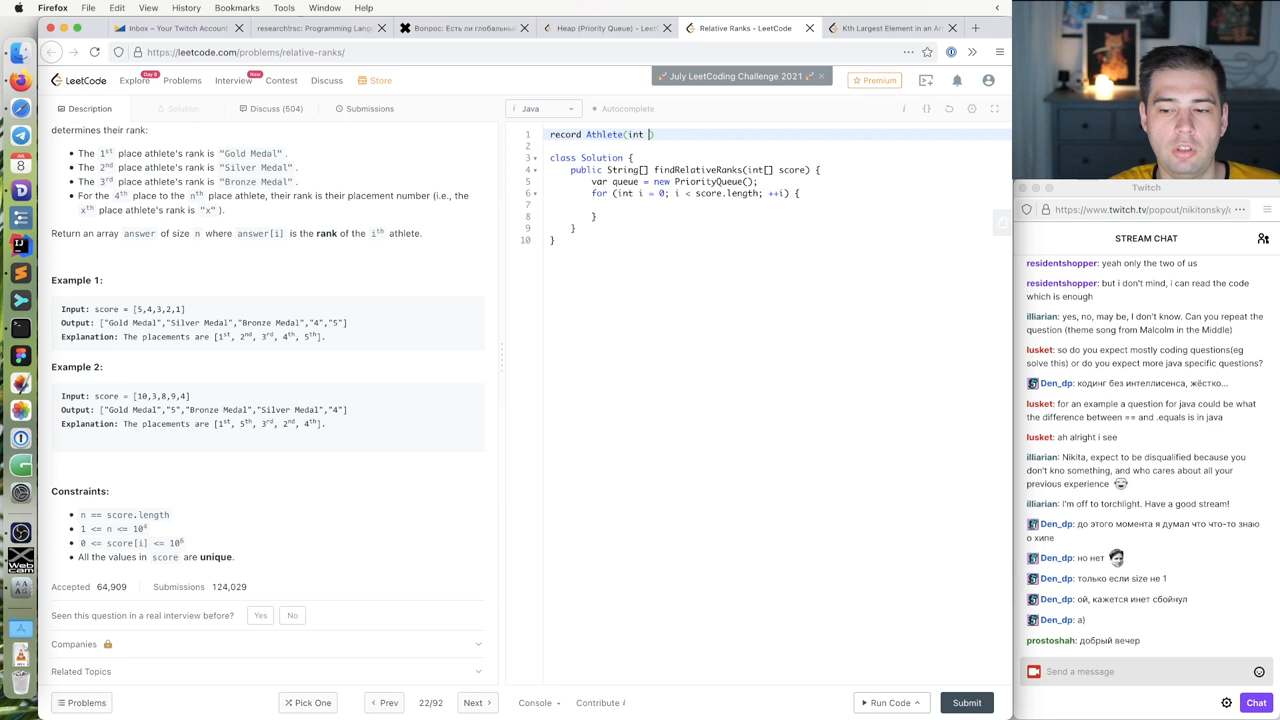 Firefox File Edit View History Bookmarks Tools Window Help
Inbox – Your Twitch Account
researchrlsc: Programming Lang
Вопрос: Есть ли глобальный
Heap (Priority Queue) - LeetC
Relative Ranks - LeetCode
Kth Largest Element in an Arr
https://leetcode.com/problems/relative-ranks/
LeetCode
Explore
Day 8
Problems
Interview
New
Contest
Discuss
Store
July LeetCoding Challenge 2021
Premium
Description
Solution
Discuss (504)
Submissions
Java
Autocomplete
determines their rank:
The 1st place athlete's rank is "Gold Medal".
The 2nd place athlete's rank is "Silver Medal".
The 3rd place athlete's rank is "Bronze Medal".
For the 4th place to the nth place athlete, their rank is their placement number (i.e., the
xth place athlete's rank is "x").
Return an array answer of size n where answer[i] is the rank of the ith athlete.
Example 1:
Input: score = [5,4,3,2,1]
Output: ["Gold Medal","Silver Medal","Bronze Medal","4","5"]
Explanation: The placements are [1st, 2nd, 3rd, 4th, 5th].
Example 2:
Input: score = [10,3,8,9,4]
Output: ["Gold Medal","5","Bronze Medal","Silver Medal","4"]
Explanation: The placements are [1st, 5th, 3rd, 2nd, 4th].
Constraints:
n == score.length
1 <= n <= 10⁴
0 <= score[i] <= 10⁶
All the values in score are unique.
Accepted 64,909 Submissions 124,029
Seen this question in a real interview before? Yes No
Companies
Related Topics
Problems
Pick One
Prev
22/92
Next
1 record Athlete(int )
2
3 class Solution {
4 public String[] findRelativeRanks(int[] score) {
5 var queue = new PriorityQueue();
6 for (int i = 0; i < score.length; ++i) {
7
8 }
9 }
10 }
Console
Contribute i
Run Code
Submit
JUL
8
Web
cam
Twitch
https://www.twitch.tv/popout/nikitonsky/
STREAM CHAT
residentshopper: yeah only the two of us
residentshopper: but i don't mind, i can read the code
which is enough
illiarian: yes, no, may be, I don't know. Can you repeat the
question (theme song from Malcolm in the Middle)
lusket: so do you expect mostly coding questions(eg
solve this) or do you expect more java specific questions?
Den_dp: кодинг без интеллисенса, жёстко...
lusket: for an example a question for java could be what
the difference between == and .equals is in java
lusket: ah alright i see
illiarian: Nikita, expect to be disqualified because you
don't kno something, and who cares about all your
previous experience
illiarian: I'm off to torchlight. Have a good stream!
Den_dp: до этого момента я думал что что-то знаю
о хипе
Den_dp: но нет
Den_dp: только если size не 1
Den_dp: ой, кажется инет сбойнул
Den_dp: а)
prostoshah: добрый вечер
Send a message
Chat